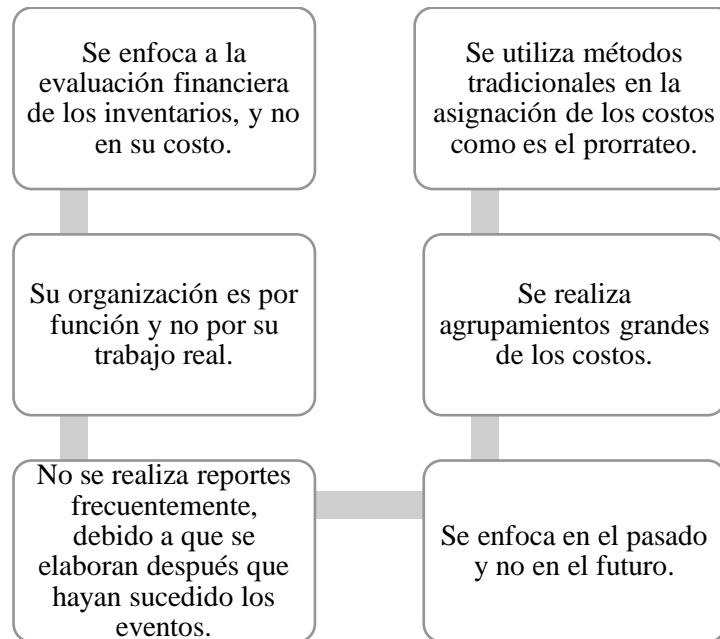 Se enfoca a la
evaluación financiera
de los inventarios, y no
en su costo.
Su organización es por
función y no por su
trabajo real.
No se realiza reportes
frecuentemente,
debido a que se
elaboran después que
hayan sucedido los
eventos.
Se enfoca en el pasado
y no en el futuro.
Se realiza
agrupamientos grandes
de los costos.
Se utiliza métodos
tradicionales en la
asignación de los costos
como es el prorrateo.